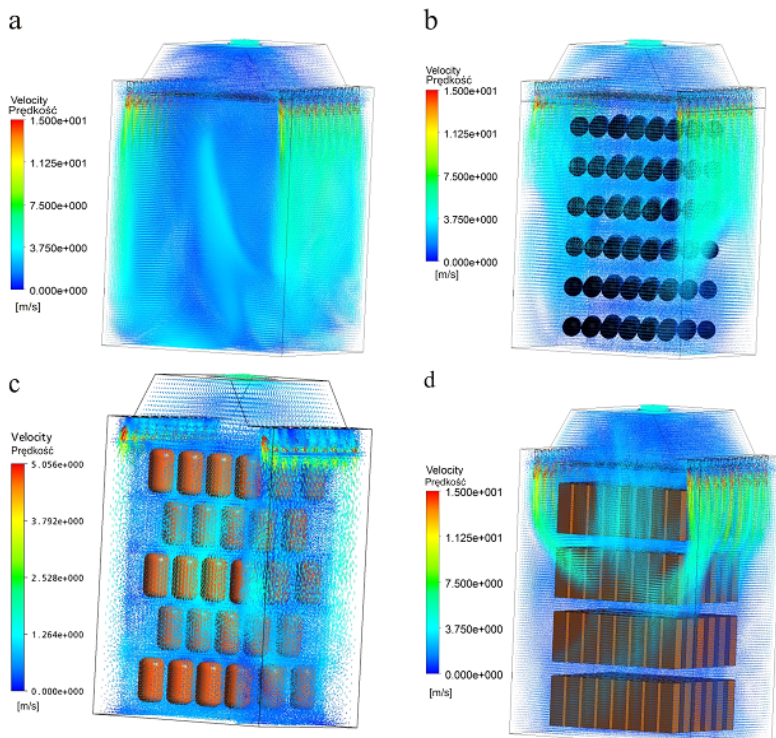 a
Velocity
Prędkość
1.500e+001
1.125e+001
7.500e+000
3.750e+000
0.000e+000
[m/s]
b
Velocity
Prędkość
1.500e+001
1.125e+001
7.500e+000
3.750e+000
0.000e+000
[m/s]
c
Velocity
Prędkość
5.056e+000
3.792e+000
2.528e+000
1.264e+000
0.000e+000
[m/s]
d
Velocity
Prędkość
1.500e+001
1.125e+001
7.500e+000
3.750e+000
0.000e+000
[m/s]